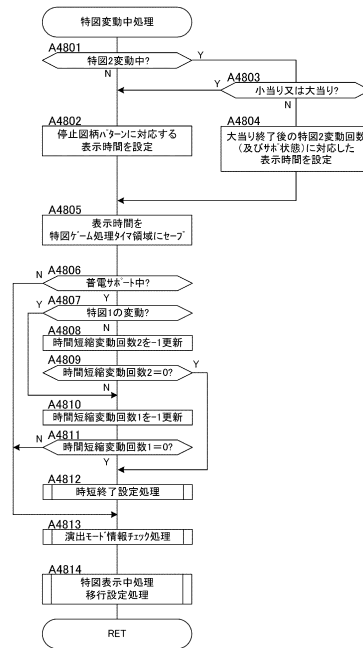 特図変動中処理
A4801
特図2変動中?
Y
N
A4803
小当り又は大当り?
Y
N
A4802
停止図柄パターンに対応する
表示時間を設定
A4804
大当り終了後の特図2変動回数
(及びサポ状態)に対応した
表示時間を設定
A4805
表示時間を
特図ゲーム処理タイマ領域にセーブ
A4806
普電サポート中?
N
Y
A4807
特図1の変動?
Y
N
A4808
時間短縮変動回数2を-1更新
A4809
時間短縮変動回数2=0?
Y
N
A4810
時間短縮変動回数1を-1更新
A4811
時間短縮変動回数1=0?
N
Y
A4812
時短終了設定処理
A4813
演出モード情報チェック処理
A4814
特図表示中処理
移行設定処理
RET